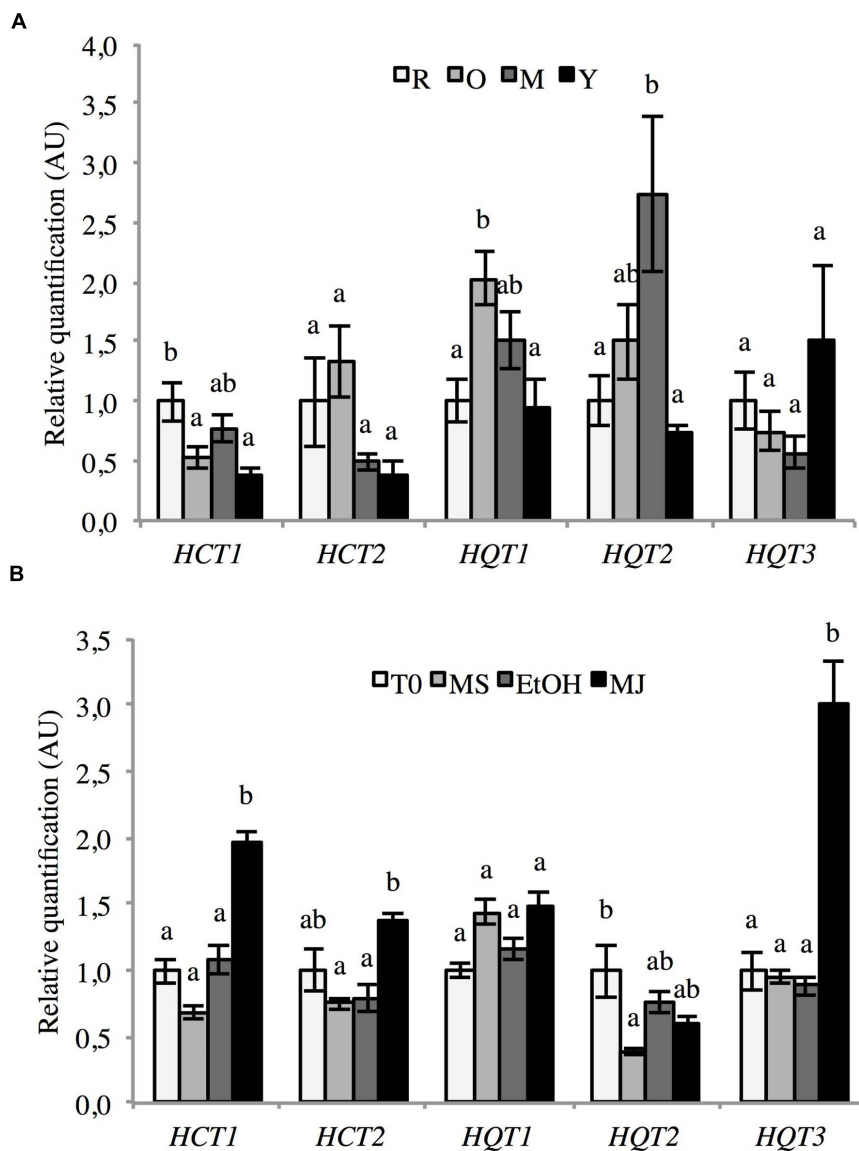 A
Relative quantification (AU)
4,0
3,5
3,0
2,5
2,0
1,5
1,0
0,5
0,0
R O M Y
b a ab a
a a a a
a b ab a
a ab b a
a a a a
HCT1 HCT2 HQT1 HQT2 HQT3
B
Relative quantification (AU)
3,5
3,0
2,5
2,0
1,5
1,0
0,5
0,0
T0 MS EtOH MJ
a a a b
ab a a b
a a a a
b a ab ab
a a a b
HCT1 HCT2 HQT1 HQT2 HQT3